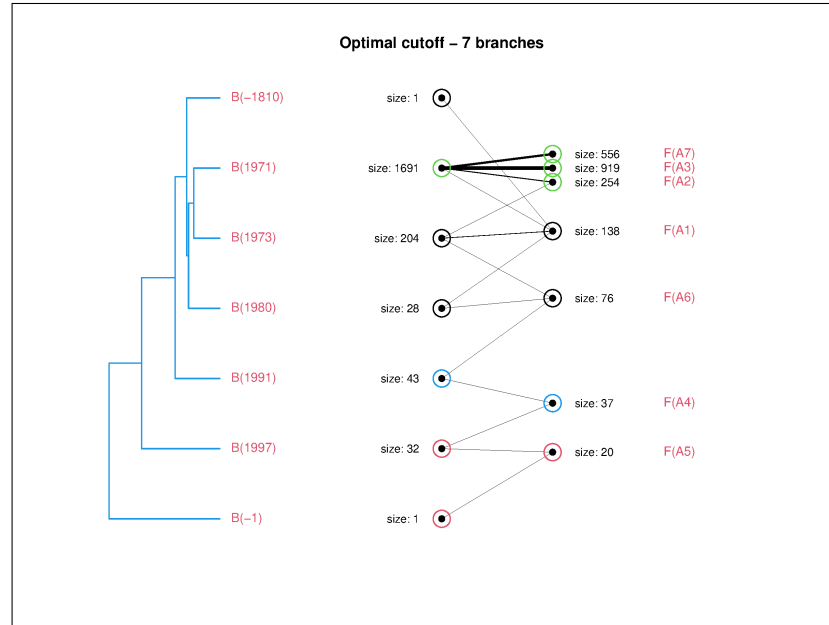 Optimal cutoff – 7 branches
B(−1810) size: 1
size: 556 F(A7)
B(1971) size: 1691 size: 919 F(A3)
size: 254 F(A2)
size: 138 F(A1)
B(1973) size: 204
size: 76 F(A6)
B(1980) size: 28
B(1991) size: 43
size: 37 F(A4)
B(1997) size: 32 size: 20 F(A5)
B(−1) size: 1